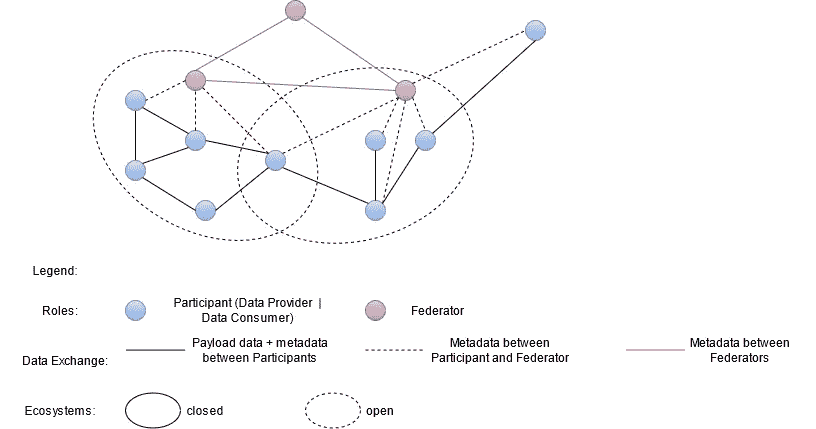 Legend:
Roles:
Participant (Data Provider |
Data Consumer)
Federator
Data Exchange:
Payload data + metadata
between Participants
Metadata between
Participant and Federator
Metadata between
Federators
Ecosystems:
closed
open